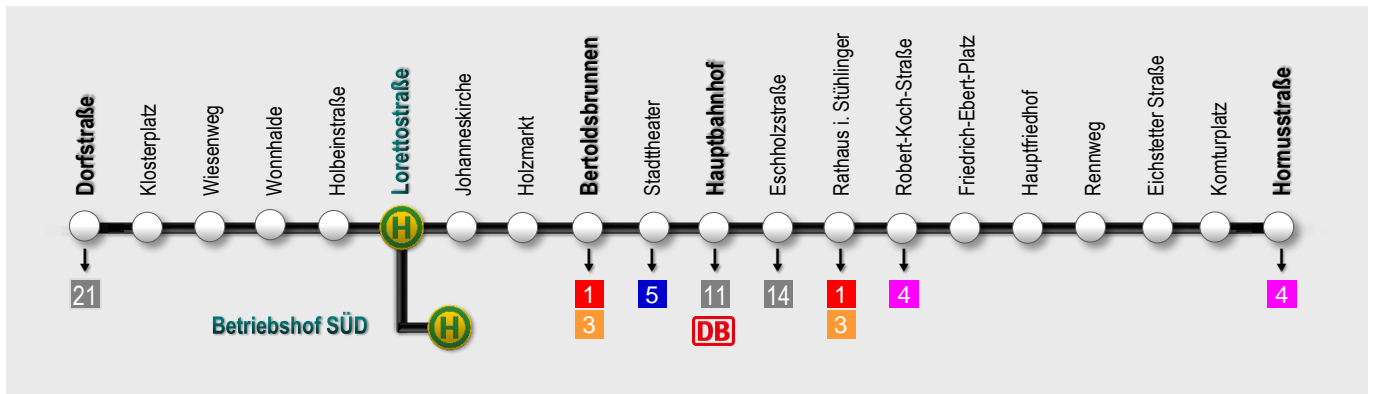 Dorfstraße
Klosterplatz
Wiesenweg
Wonnhalde
Holbeinstraße
Lorettostraße
Johanneskirche
Holzmarkt
Bertoldsbrunnen
Stadttheater
Hauptbahnhof
Eschholzstraße
Rathaus i. Stühlinger
Robert-Koch-Straße
Friedrich-Ebert-Platz
Hauptfriedhof
Rennweg
Eichstetter Straße
Komturplatz
Hornusstraße
H
21
1
5
11
14
1
4
4
Betriebshof SÜD
H
3
DB
3